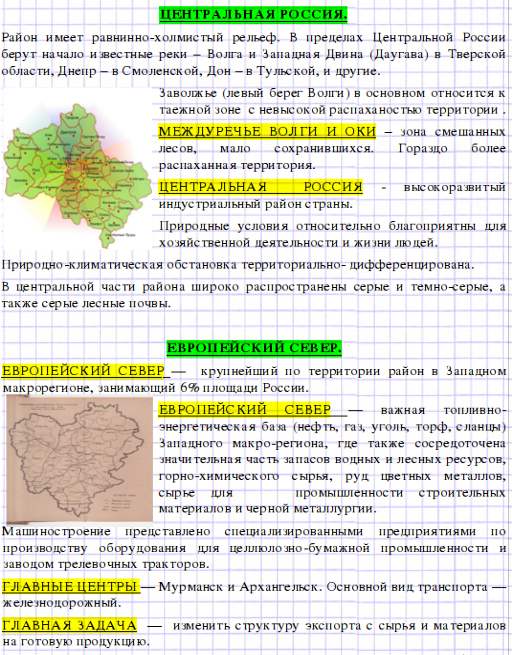 ЦЕНТРАЛЬНАЯ РОССИЯ.
Район имеет равнинно-холмистый рельеф. В пределах Центральной России
берут начало известные реки – Волга и Западная Двина (Даугава) в Тверской
области, Днепр – в Смоленской, Дон – в Тульской, и другие.
Заволжье (левый берег Волги) в основном относится к
таежной зоне с невысокой распаханостью территории .
МЕЖДУРЕЧЬЕ ВОЛГИ И ОКИ – зона смешанных
лесов, мало сохранившихся. Гораздо более
распаханная территория.
ЦЕНТРАЛЬНАЯ РОССИЯ - высокоразвитый
индустриальный район страны.
Природные условия относительно благоприятны для
хозяйственной деятельности и жизни людей.
Природно-климатическая обстановка территориально- дифференцирована.
В центральной части района широко распространены серые и темно-серые, а
также серые лесные почвы.
ЕВРОПЕЙСКИЙ СЕВЕР.
ЕВРОПЕЙСКИЙ СЕВЕР — крупнейший по территории район в Западном
макрорегионе, занимающий 6% площади России.
ЕВРОПЕЙСКИЙ СЕВЕР — важная топливно-
энергетическая база (нефть, газ, уголь, торф, сланцы)
Западного макро-региона, где также сосредоточена
значительная часть запасов водных и лесных ресурсов,
горно-химического сырья, руд цветных металлов,
сырье для промышленности строительных
материалов и черной металлургии.
Машиностроение представлено специализированными предприятиями по
производству оборудования для целлюлозно-бумажной промышленности и
заводом трелевочных тракторов.
ГЛАВНЫЕ ЦЕНТРЫ — Мурманск и Архангельск. Основной вид транспорта —
железнодорожный.
ГЛАВНАЯ ЗАДАЧА — изменить структуру экспорта с сырья и материалов
на готовую продукцию.